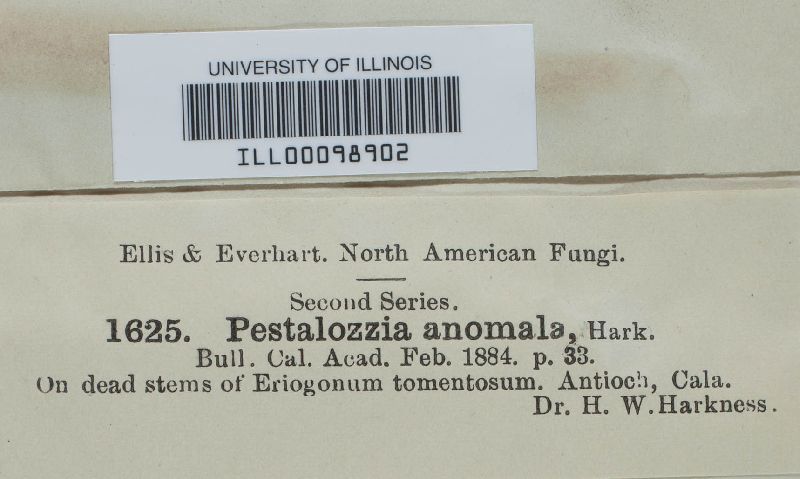 UNIVERSITY OF ILLINOIS
ILL00098902
Ellis & Everhart. North American Fungi.
Second Series.
1625. Pestalozzia anomala, Hark.
Bull. Cal. Acad. Feb. 1884. p. 33.
On dead stems of Eriogonum tomentosum. Antioch, Cala.
Dr. H. W. Harkness.